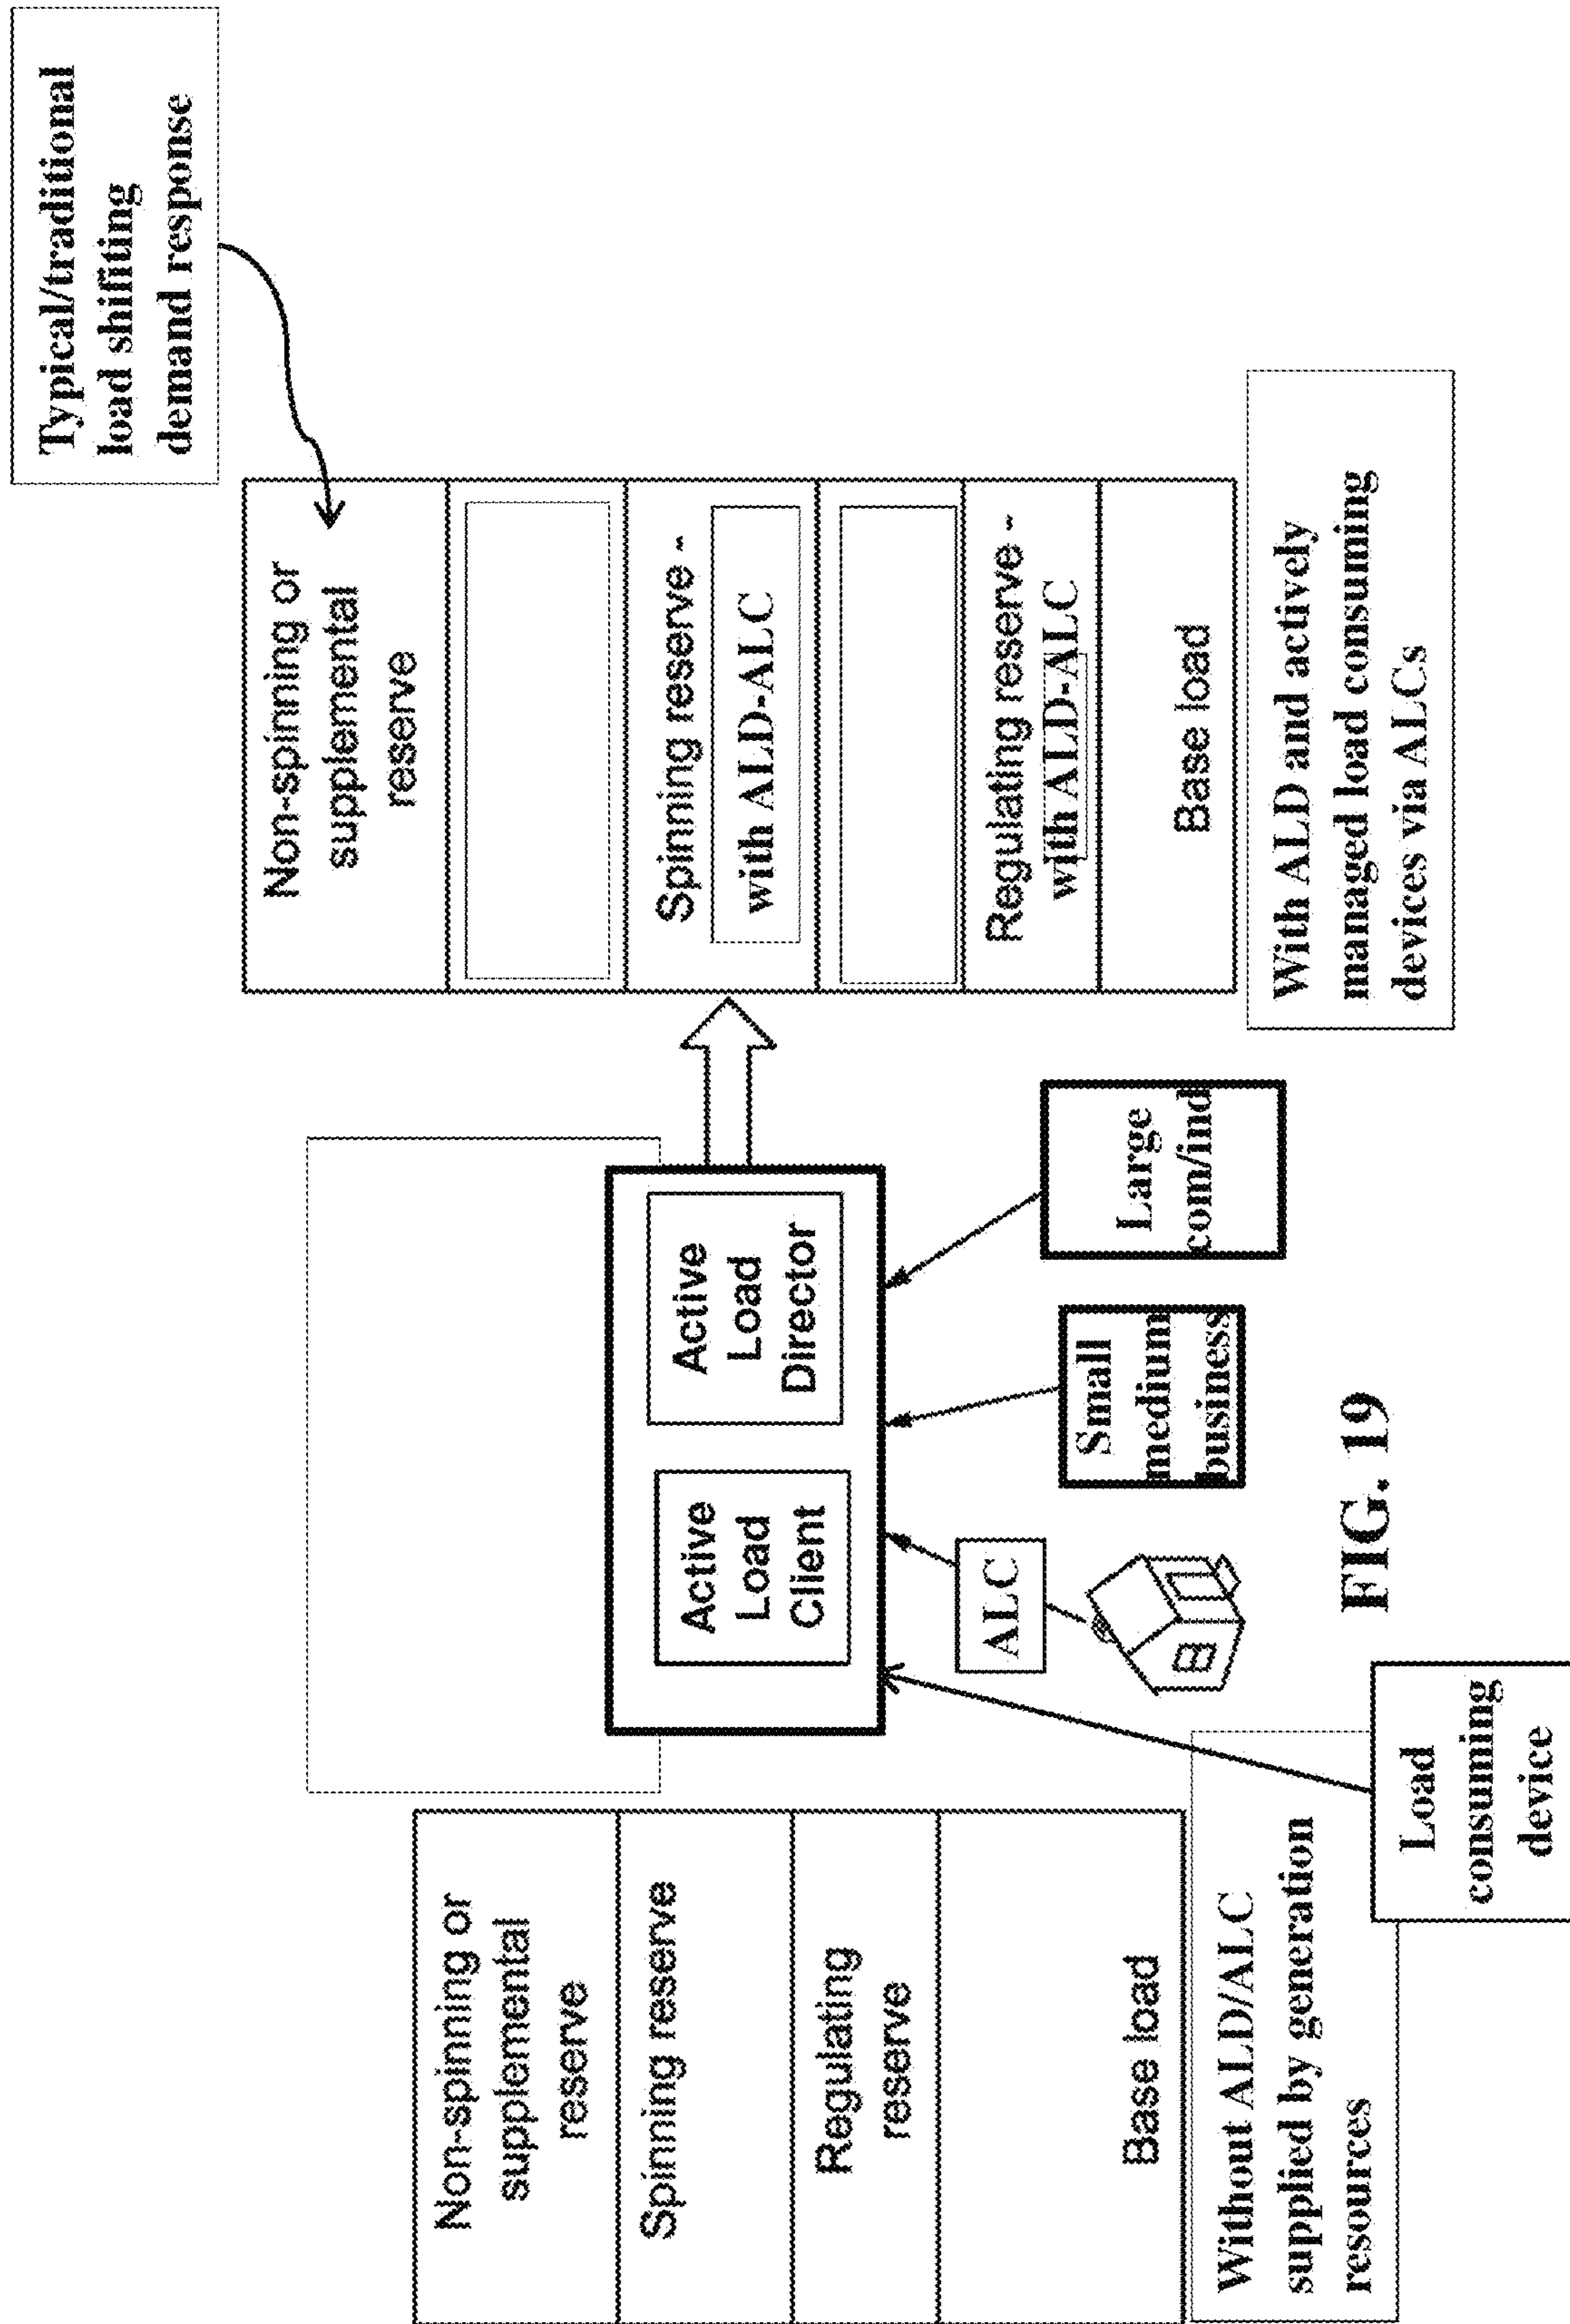 Typical/traditional
load shifting
demand response
Non-spinning or
supplemental
reserve
Spinning reserve
Regulating
reserve
Base load
Without ALD/ALC
supplied by generation
resources
Active
Load
Client
Active
Load
Director
ALC
Small
medium
business
Large
com/ind
Load
consuming
device
Non-spinning or
supplemental
reserve
Spinning reserve -
with ALD-ALC
Regulating reserve -
with ALD-ALC
Base load
With ALD and actively
managed load consuming
devices via ALCs
FIG. 19